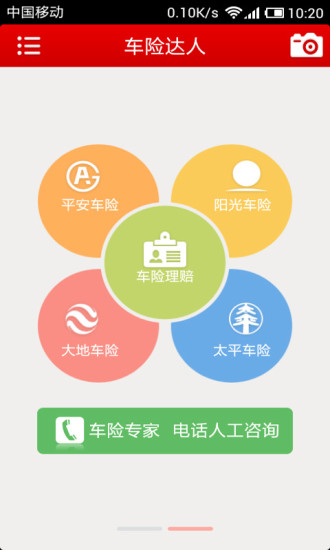 中国移动 0.10K/s 10:20
车险达人
平安车险 阳光车险
车险理赔
大地车险 太平车险
车险专家 电话人工咨询